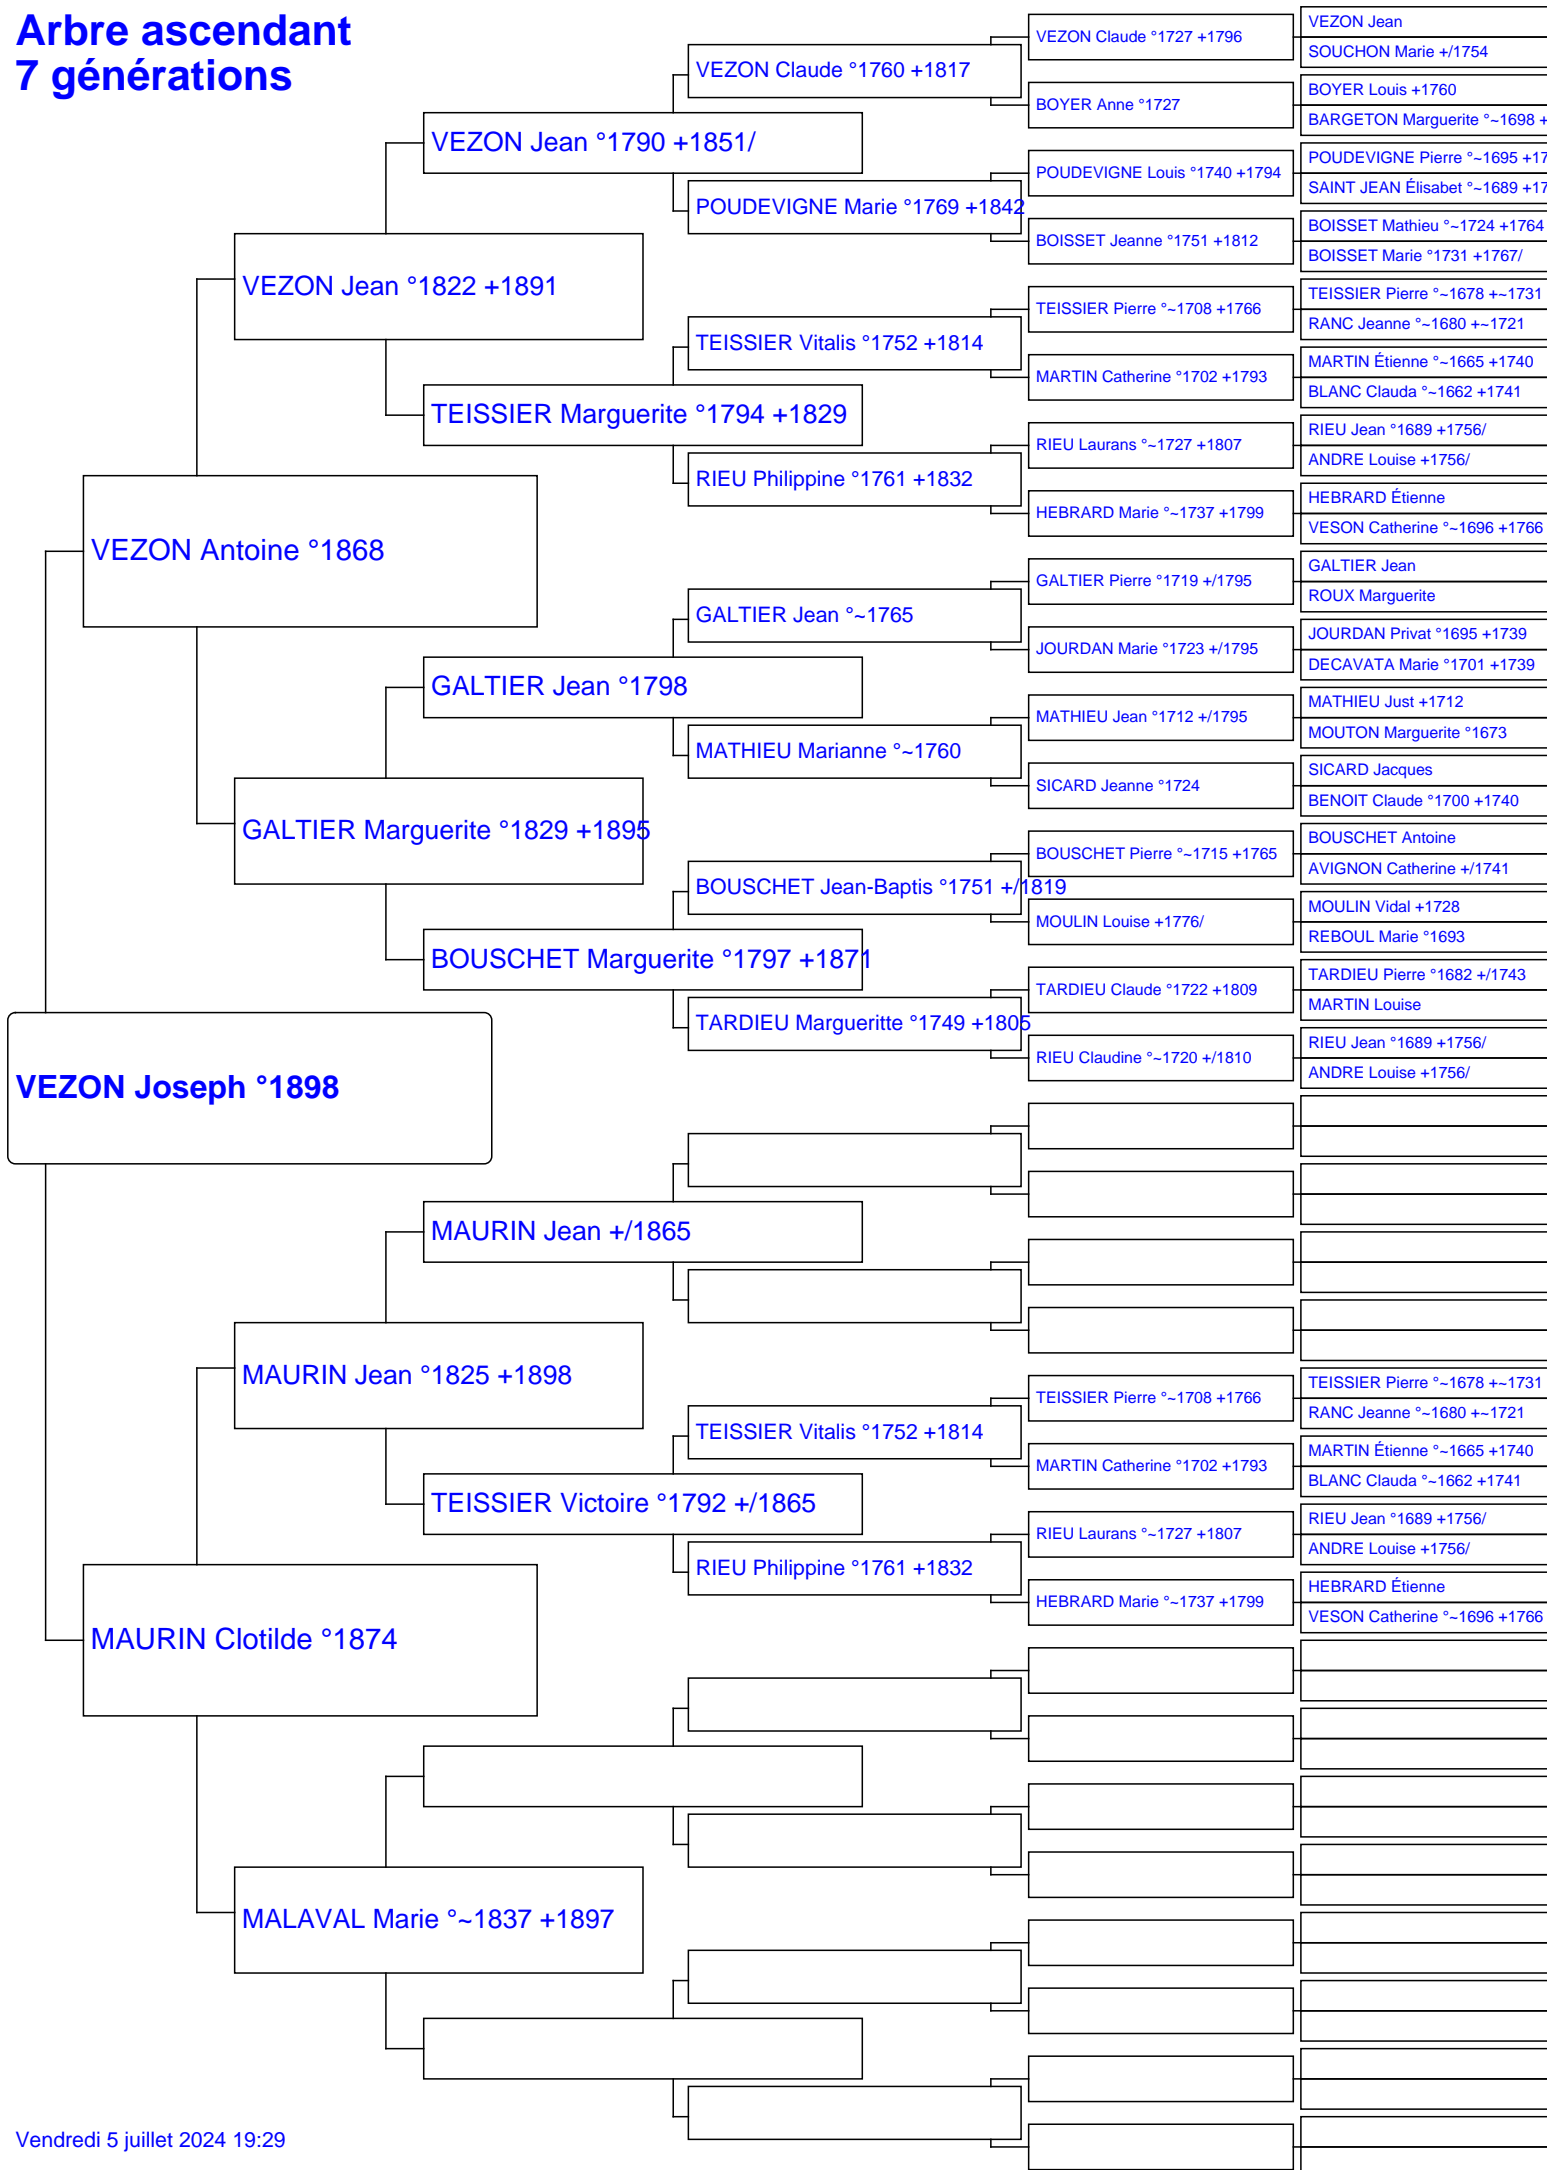 Arbre ascendant
7 générations
VEZON Joseph °1898
VEZON Antoine °1868
MAURIN Clotilde °1874
VEZON Jean °1822 +1891
GALTIER Marguerite °1829 +1895
MAURIN Jean °1825 +1898
MALAVAL Marie °~1837 +1897
VEZON Jean °1790 +1851/
TEISSIER Marguerite °1794 +1829
GALTIER Jean °1798
BOUSCHET Marguerite °1797 +1871
MAURIN Jean +/1865
TEISSIER Victoire °1792 +/1865
VEZON Claude °1760 +1817
POUDEVIGNE Marie °1769 +1842
TEISSIER Vitalis °1752 +1814
RIEU Philippine °1761 +1832
GALTIER Jean °~1765
MATHIEU Marianne °~1760
BOUSCHET Jean-Baptis °1751 +/1819
TARDIEU Margueritte °1749 +1805
TEISSIER Vitalis °1752 +1814
RIEU Philippine °1761 +1832
VEZON Claude °1727 +1796
BOYER Anne °1727
POUDEVIGNE Louis °1740 +1794
BOISSET Jeanne °1751 +1812
TEISSIER Pierre °~1708 +1766
MARTIN Catherine °1702 +1793
RIEU Laurans °~1727 +1807
HEBRARD Marie °~1737 +1799
GALTIER Pierre °1719 +/1795
JOURDAN Marie °1723 +/1795
MATHIEU Jean °1712 +/1795
SICARD Jeanne °1724
BOUSCHET Pierre °~1715 +1765
MOULIN Louise +1776/
TARDIEU Claude °1722 +1809
RIEU Claudine °~1720 +/1810
TEISSIER Pierre °~1708 +1766
MARTIN Catherine °1702 +1793
RIEU Laurans °~1727 +1807
HEBRARD Marie °~1737 +1799
VEZON Jean
SOUCHON Marie +/1754
BOYER Louis +1760
BARGETON Marguerite °~1698 +
POUDEVIGNE Pierre °~1695 +17
SAINT JEAN Élisabet °~1689 +17
BOISSET Mathieu °~1724 +1764
BOISSET Marie °1731 +1767/
TEISSIER Pierre °~1678 +~1731
RANC Jeanne °~1680 +~1721
MARTIN Étienne °~1665 +1740
BLANC Clauda °~1662 +1741
RIEU Jean °1689 +1756/
ANDRE Louise +1756/
HEBRARD Étienne
VESON Catherine °~1696 +1766
GALTIER Jean
ROUX Marguerite
JOURDAN Privat °1695 +1739
DECAVATA Marie °1701 +1739
MATHIEU Just +1712
MOUTON Marguerite °1673
SICARD Jacques
BENOIT Claude °1700 +1740
BOUSCHET Antoine
AVIGNON Catherine +/1741
MOULIN Vidal +1728
REBOUL Marie °1693
TARDIEU Pierre °1682 +/1743
MARTIN Louise
RIEU Jean °1689 +1756/
ANDRE Louise +1756/
TEISSIER Pierre °~1678 +~1731
RANC Jeanne °~1680 +~1721
MARTIN Étienne °~1665 +1740
BLANC Clauda °~1662 +1741
RIEU Jean °1689 +1756/
ANDRE Louise +1756/
HEBRARD Étienne
VESON Catherine °~1696 +1766
Vendredi 5 juillet 2024 19:29